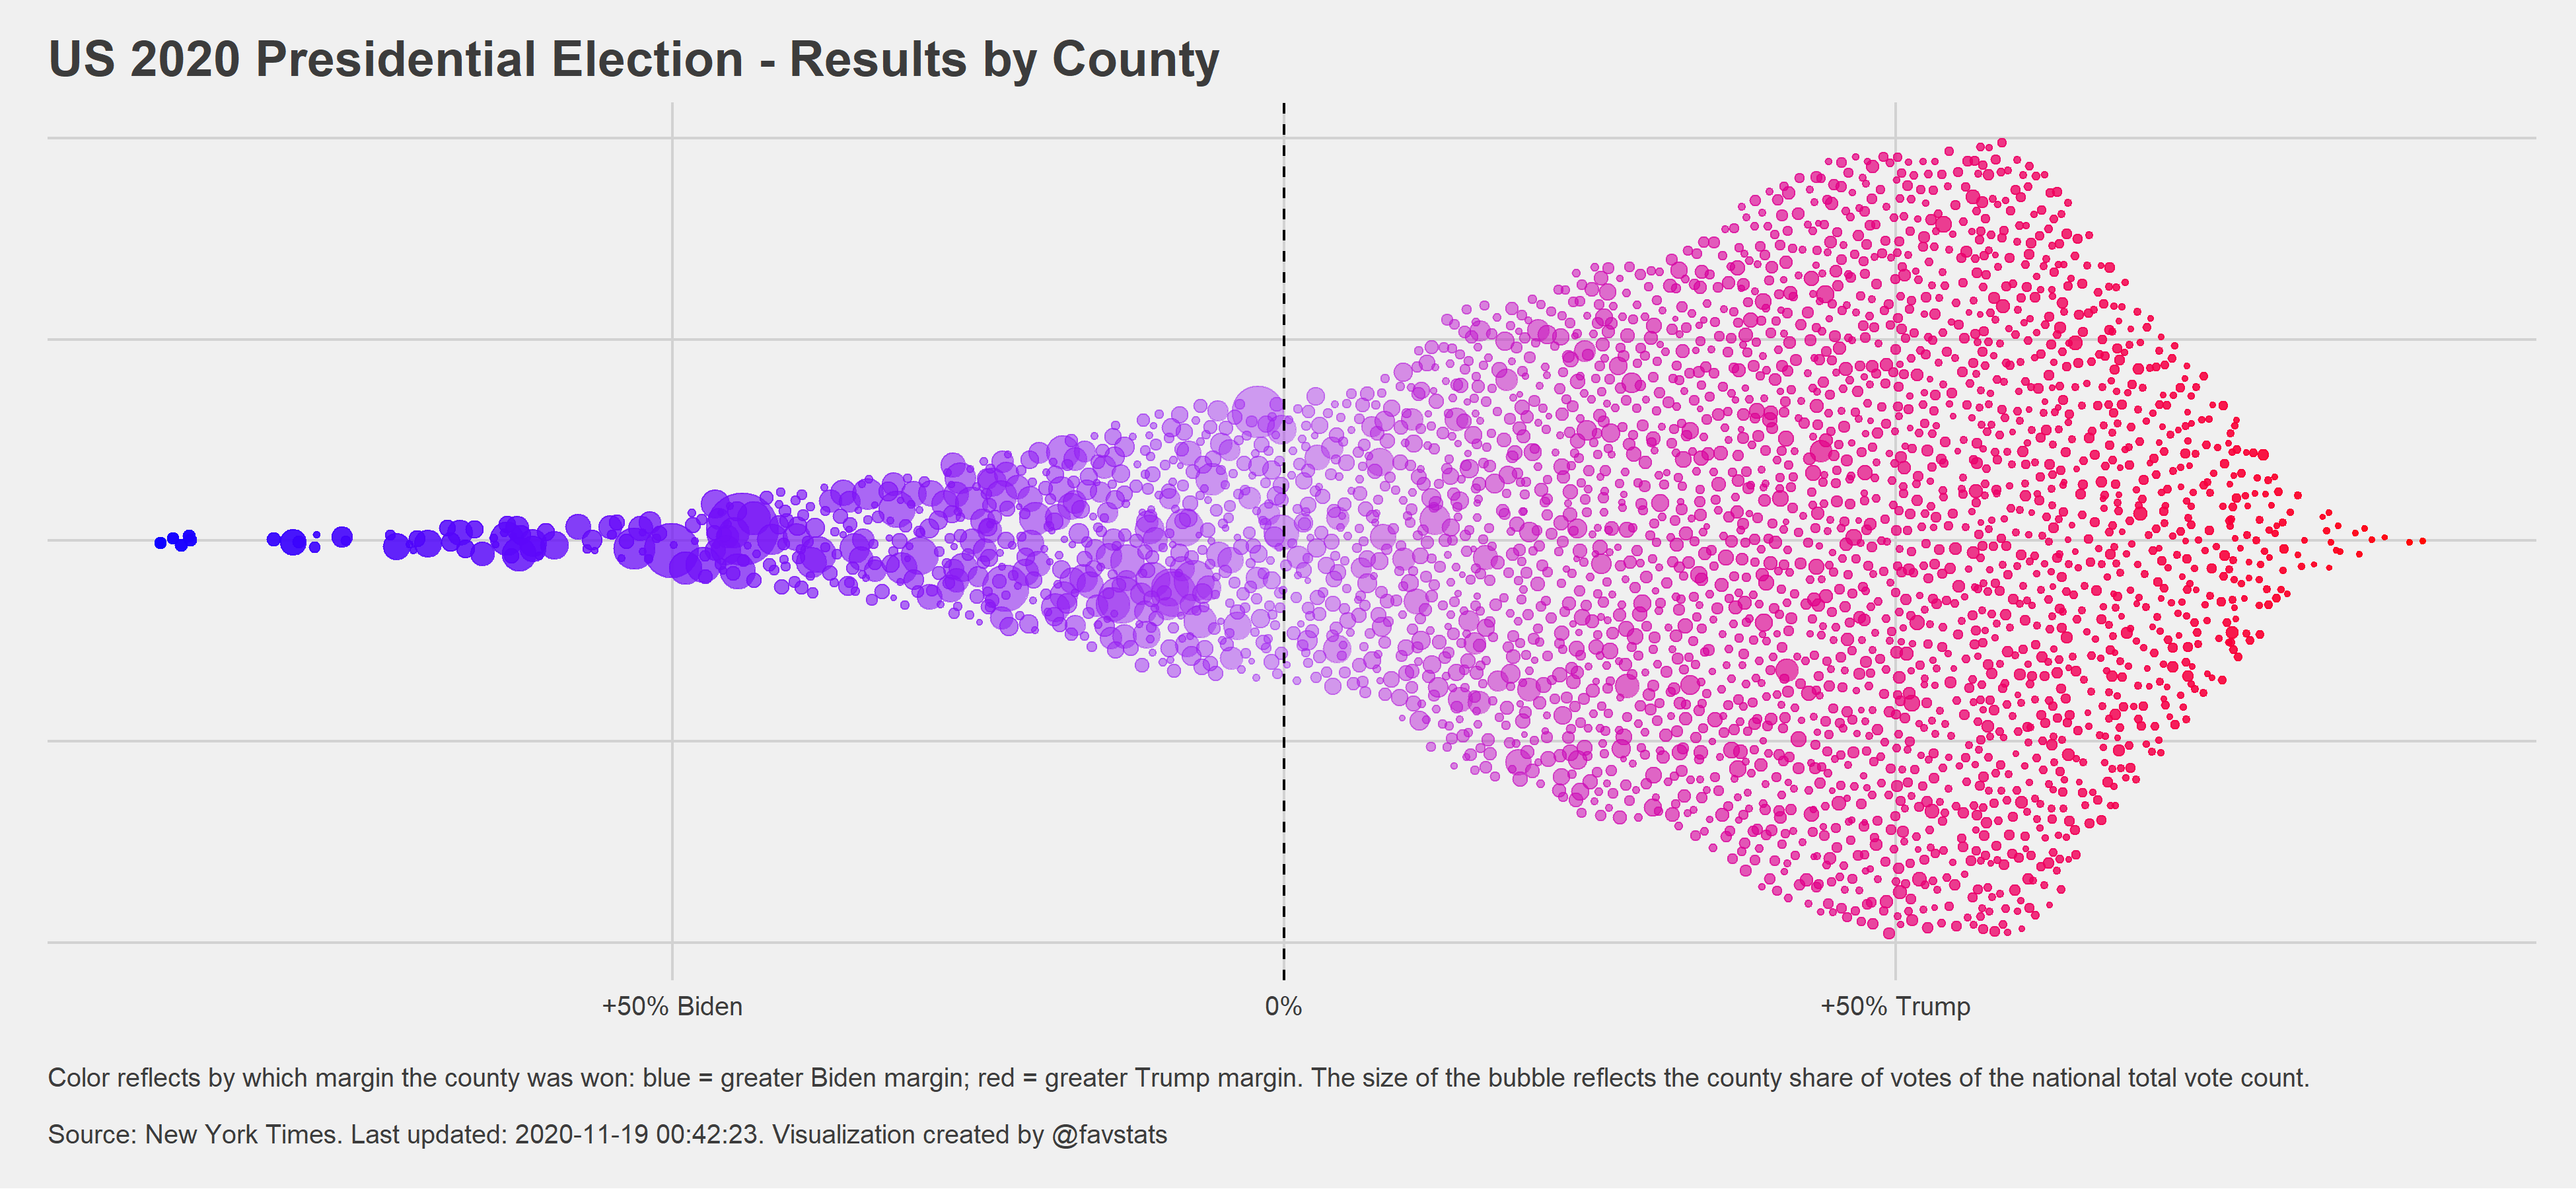 US 2020 Presidential Election - Results by County
+50% Biden
0%
+50% Trump
Color reflects by which margin the county was won: blue = greater Biden margin; red = greater Trump margin. The size of the bubble reflects the county share of votes of the national total vote count.
Source: New York Times. Last updated: 2020-11-19 00:42:23. Visualization created by @favstats